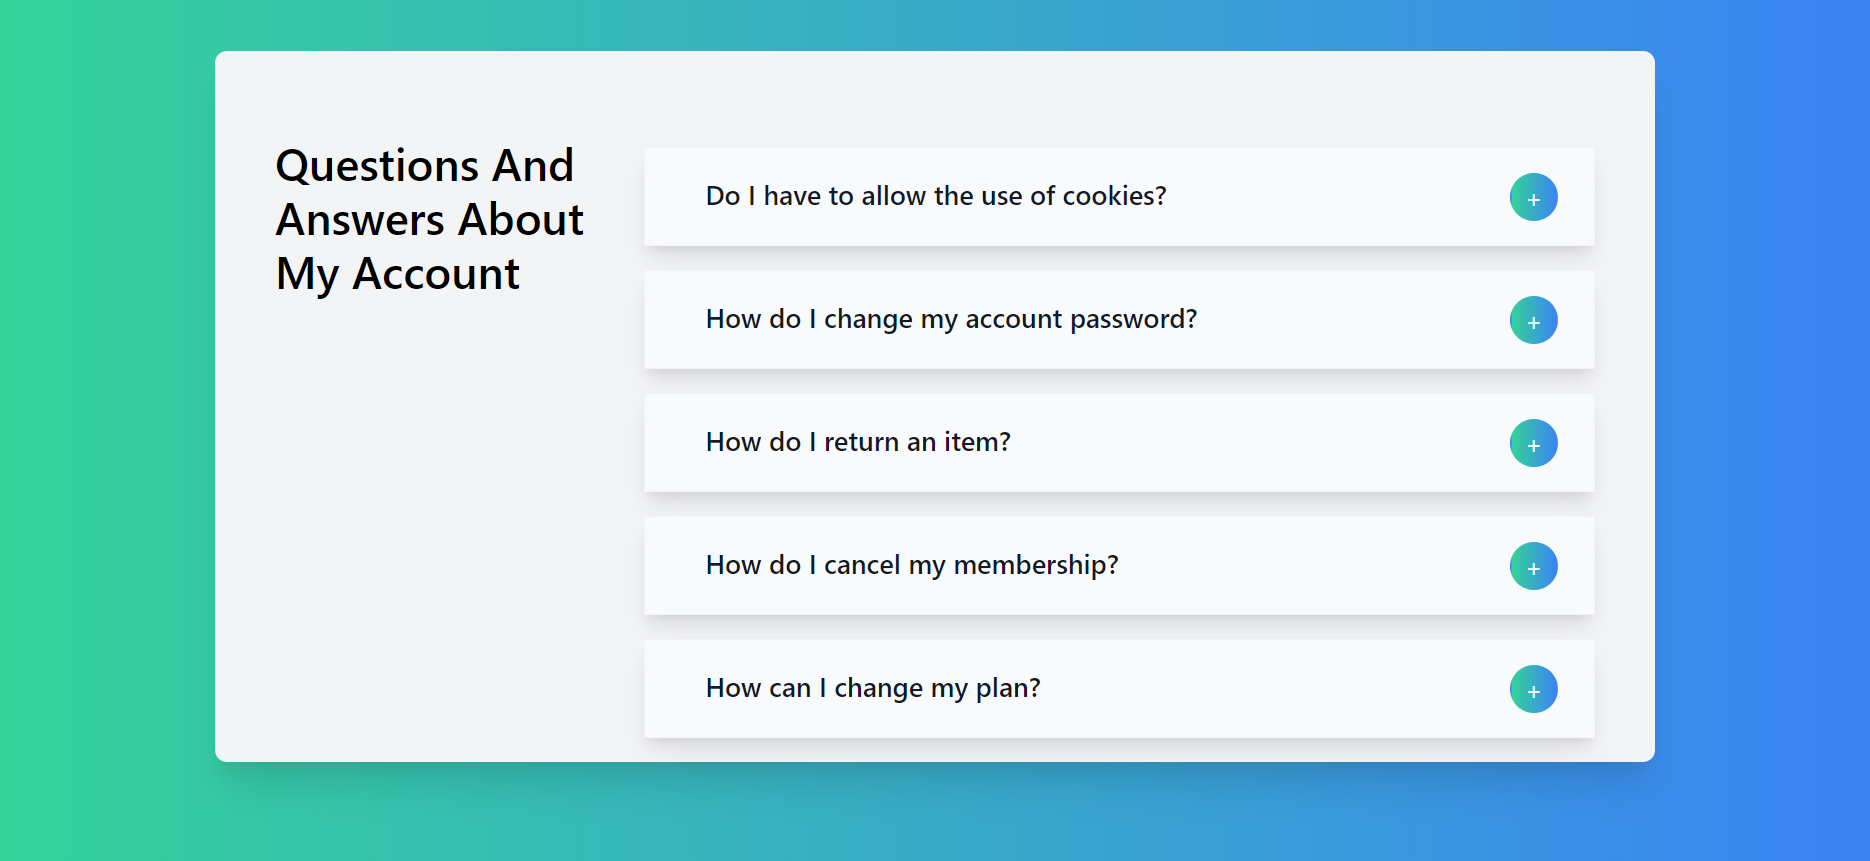 Questions And
Answers About
My Account
Do I have to allow the use of cookies?
+
How do I change my account password?
+
How do I return an item?
+
How do I cancel my membership?
+
How can I change my plan?
+